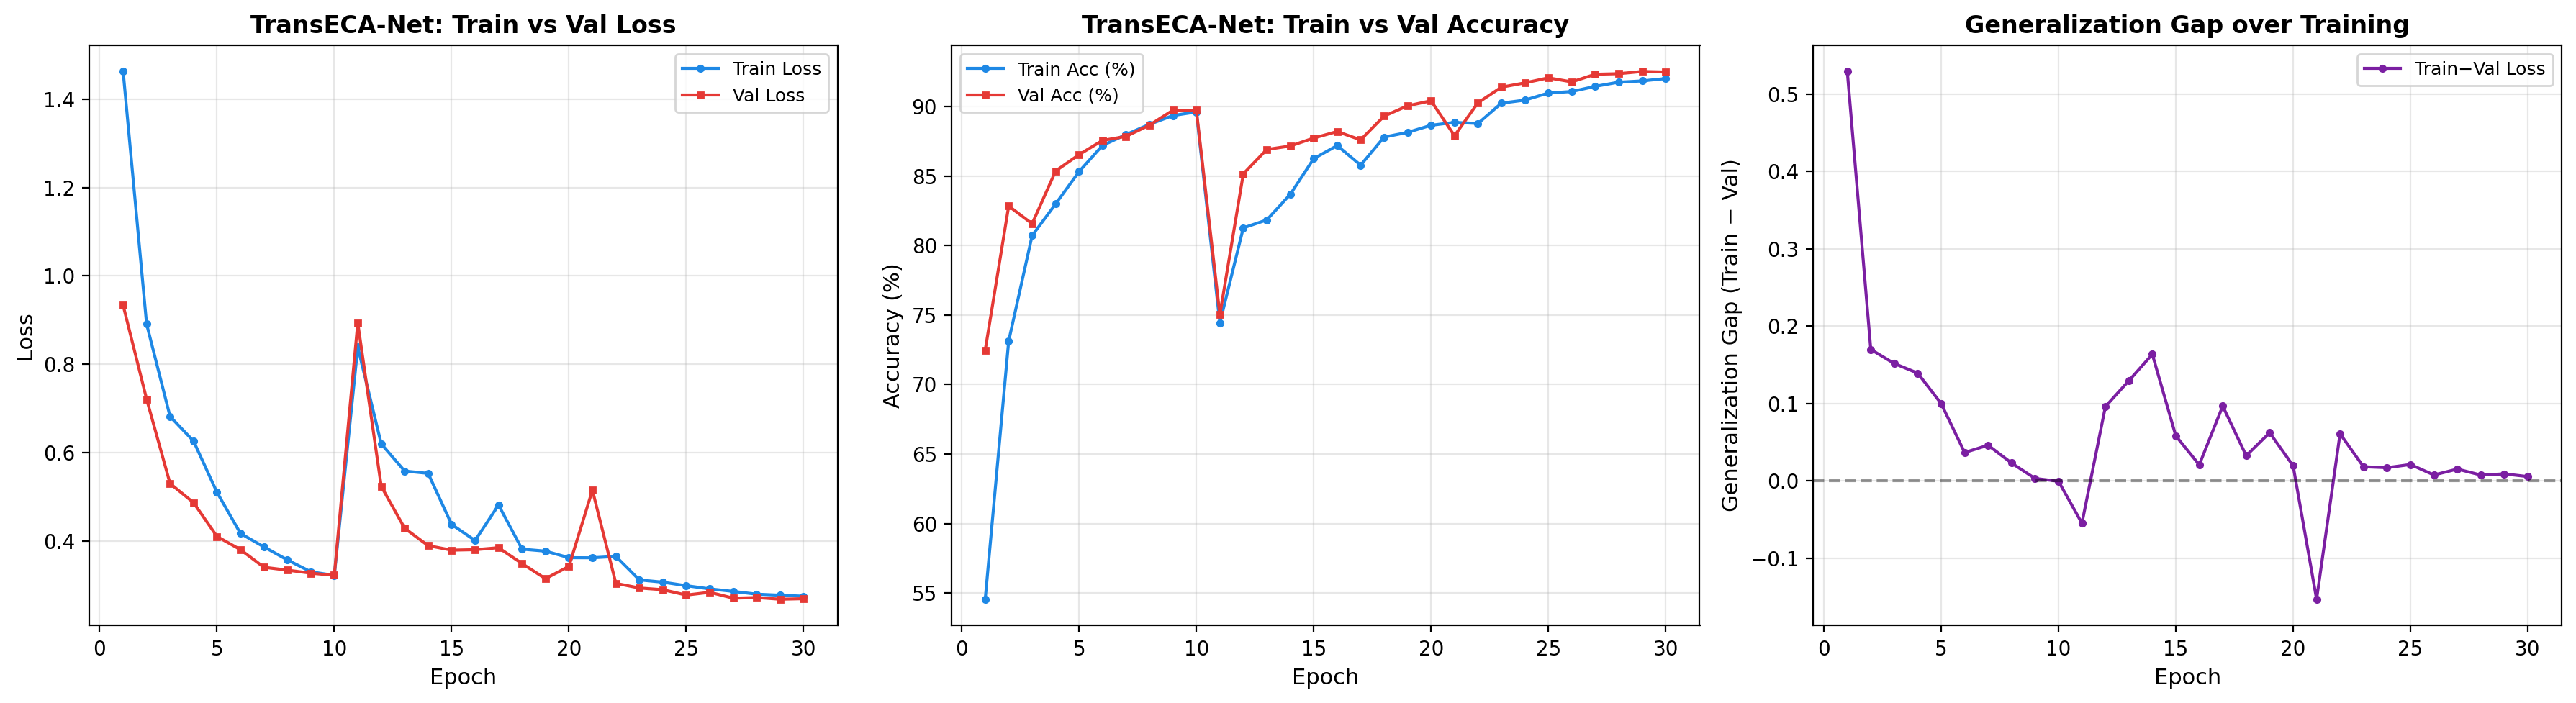 TransECA-Net: Train vs Val Loss
Train Loss
Val Loss
Loss
1.4
1.2
1.0
0.8
0.6
0.4
0 5 10 15 20 25 30
Epoch
TransECA-Net: Train vs Val Accuracy
Train Acc (%)
Val Acc (%)
Accuracy (%)
90
85
80
75
70
65
60
55
0 5 10 15 20 25 30
Epoch
Generalization Gap over Training
Train−Val Loss
Generalization Gap (Train − Val)
0.5
0.4
0.3
0.2
0.1
0.0
−0.1
0 5 10 15 20 25 30
Epoch